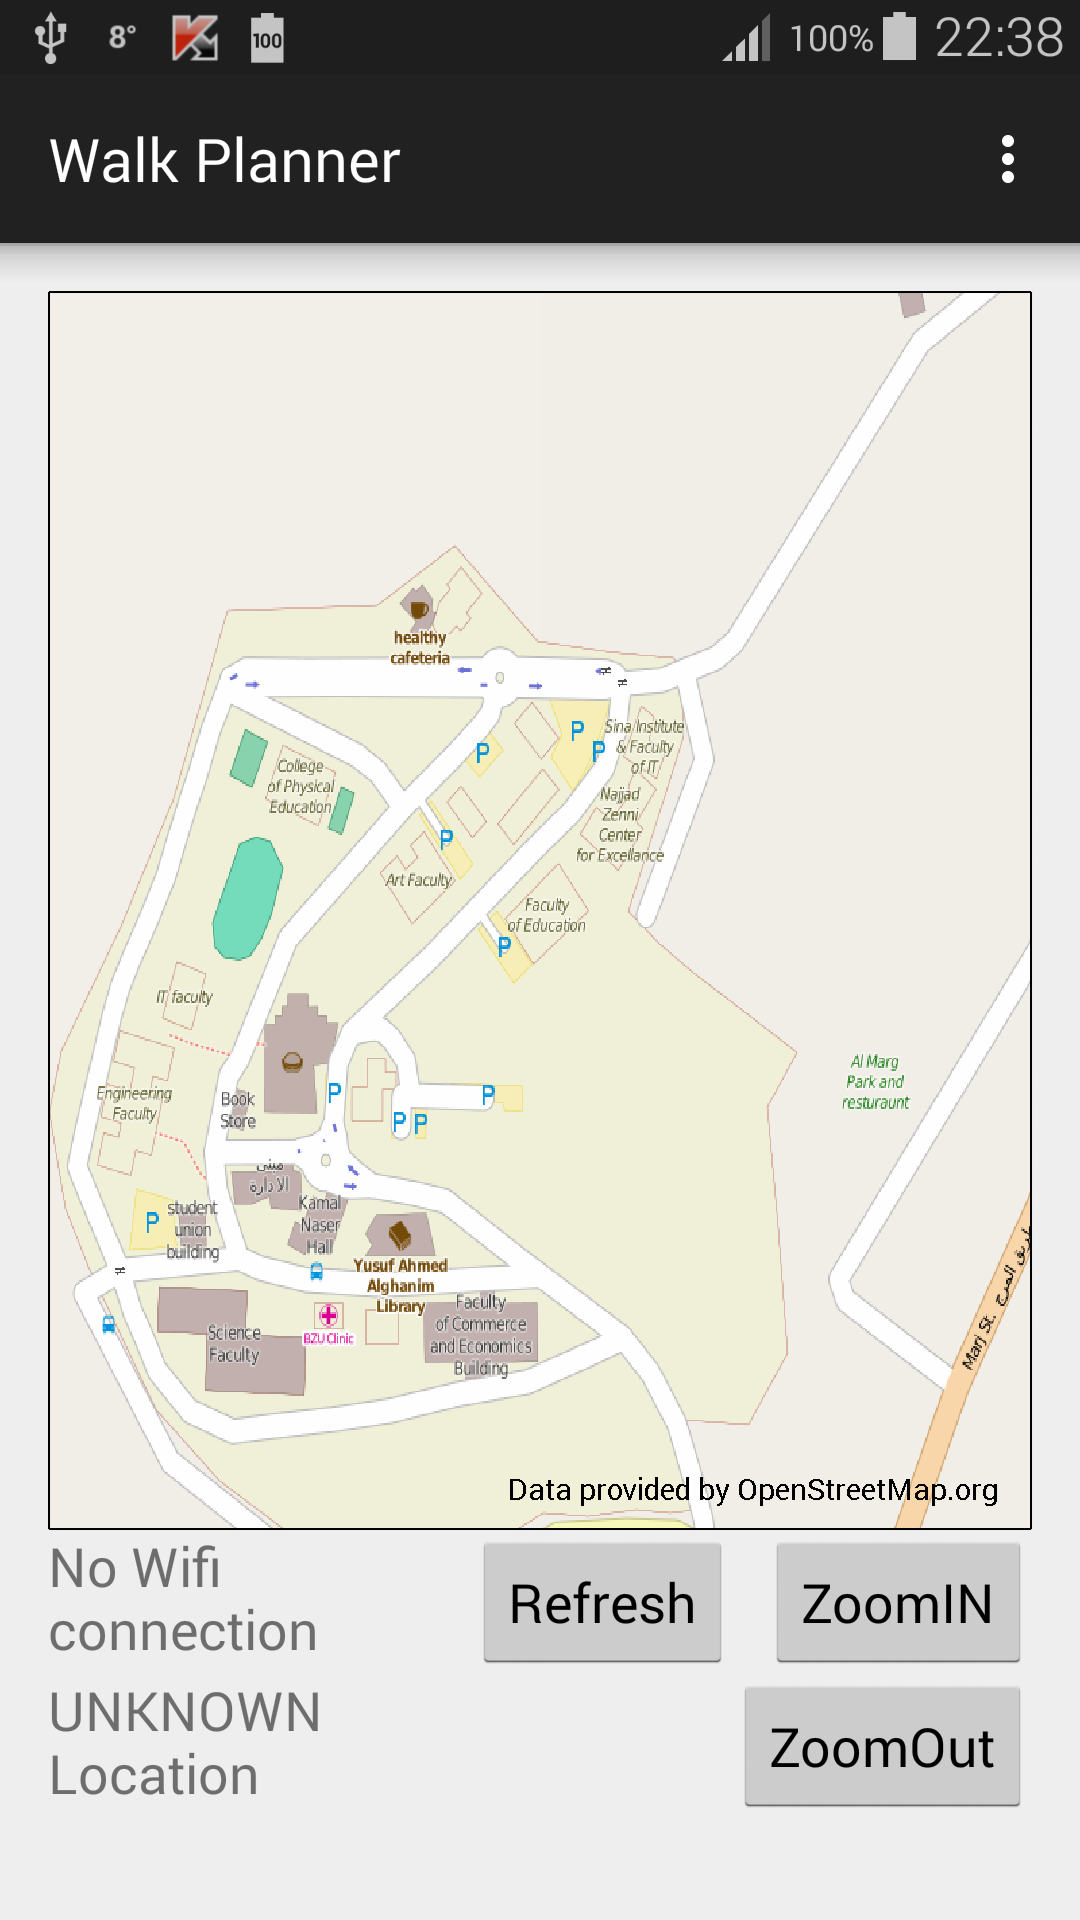 8° 100 100% 22:38
Walk Planner
healthy
cafeteria
P
P
P
Sina Institute
& Faculty
of IT
College
of Physical
Education
Najjad
Zenni
Center
for Excellance
P
Art Faculty
Faculty
of Education
P
IT faculty
Engineering
Faculty
Book
Store
P
P
P
P
Al Marg
Park and
resturaunt
مبنى
الادارة
Kamal
Naser
Hall
P
student
union
building
Yusuf Ahmed
Alghanim
Library
Faculty
of Commerce
and Economics
Building
BZU Clinic
Science
Faculty
Marj St. طريق المرج
Data provided by OpenStreetMap.org
No Wifi
connection
Refresh
ZoomIN
UNKNOWN
Location
ZoomOut